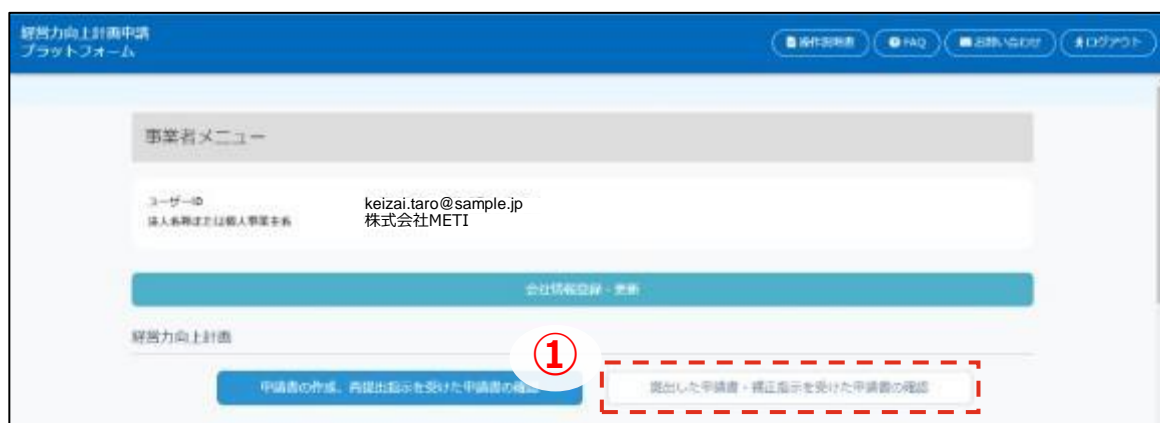 経営力向上計画申請
プラットフォーム
操作説明書
FAQ
お問い合わせ
ログアウト
事業者メニュー
ユーザーID
keizai.taro@sample.jp
法人名称または個人事業主名
株式会社METI
会社情報登録・更新
経営力向上計画
①
申請書の作成、再提出指示を受けた申請書の確認
提出した申請書・補正指示を受けた申請書の確認